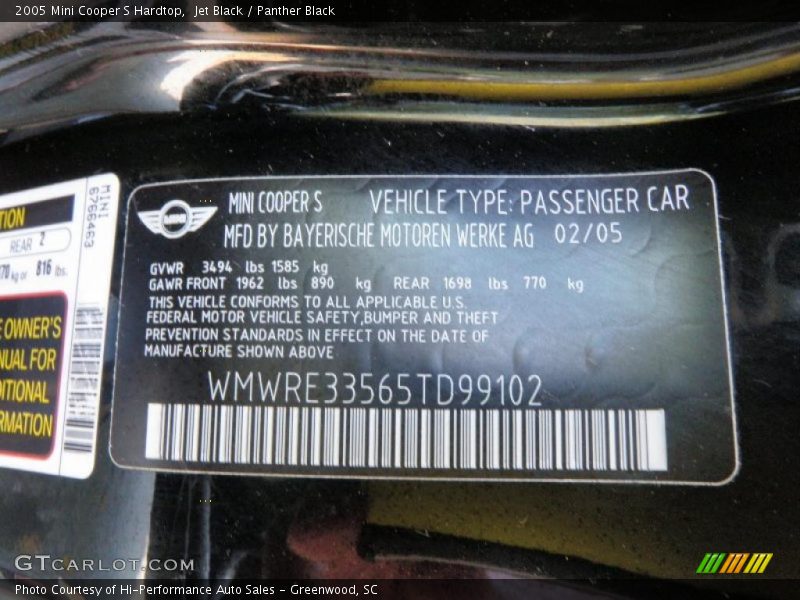 2005 Mini Cooper S Hardtop, Jet Black / Panther Black
MINI COOPER S VEHICLE TYPE: PASSENGER CAR
MFD BY BAYERISCHE MOTOREN WERKE AG 02/05
GVWR 3494 lbs 1585 kg
GAWR FRONT 1962 lbs 890 kg REAR 1698 lbs 770 kg
THIS VEHICLE CONFORMS TO ALL APPLICABLE U.S.
FEDERAL MOTOR VEHICLE SAFETY,BUMPER AND THEFT
PREVENTION STANDARDS IN EFFECT ON THE DATE OF
MANUFACTURE SHOWN ABOVE
WMWRE33565TD99102
MINI
6766463
REAR 2
kg or 816 lbs.
OWNER'S
FOR
GTCARLOT.COM
Photo Courtesy of Hi-Performance Auto Sales - Greenwood, SC